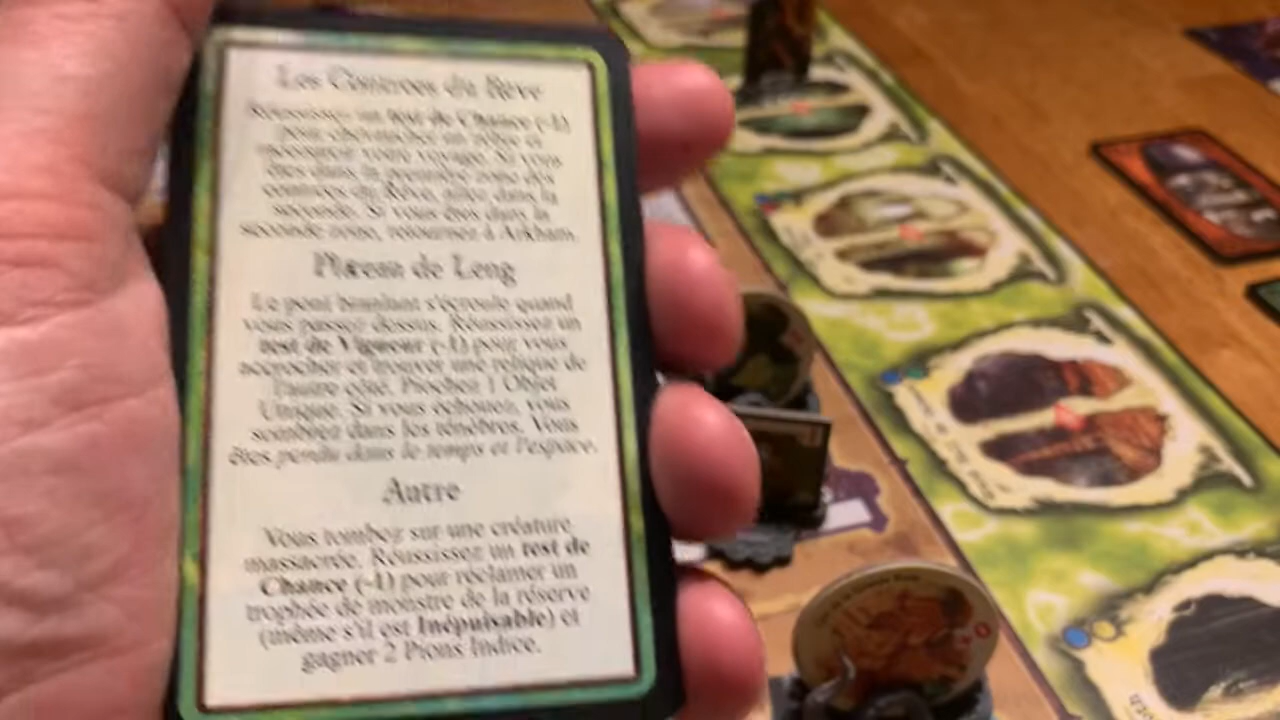 Les Contrées du Rêve
Réussissez un test de Chance (-1)
pour chevaucher un zèbre et
poursuivre votre voyage. Si vous
êtes dans la première zone des
contrées du Rêve, allez dans la
seconde. Si vous êtes dans la
seconde zone, retournez à Arkham.
Plateau de Leng
Le pont branlant s'écroule quand
vous passez dessus. Réussissez un
test de Vigueur (-1) pour vous
accrocher et trouver une relique de
l'autre côté. Piochez 1 Objet
Unique. Si vous échouez, vous
sombrez dans les ténèbres. Vous
êtes perdu dans le temps et l'espace.
Autre
Vous tombez sur une créature
massacrée. Réussissez un test de
Chance (-1) pour réclamer un
trophée de monstre de la réserve
(même s'il est Inépuisable) et
gagner 2 Pions Indice.